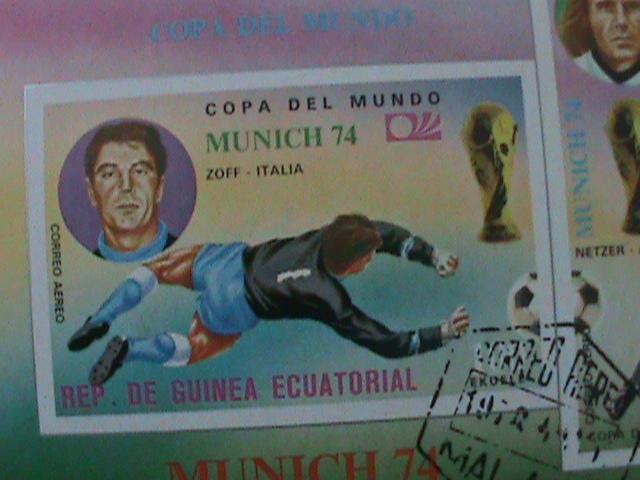 COPA DEL MUNDO
COPA DEL MUNDO
MUNICH 74
ZOFF - ITALIA
CORREO AEREO
REP. DE GUINEA ECUATORIAL
MUNICH 74
NETZER -
MUNICH 74